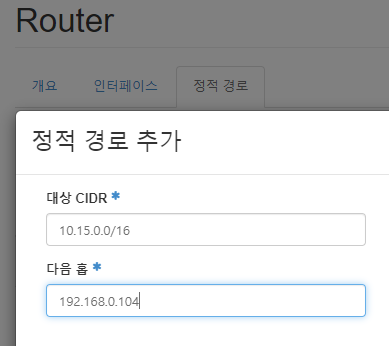 Router
개요 인터페이스 정적 경로
정적 경로 추가
대상 CIDR *
10.15.0.0/16
다음 홉 *
192.168.0.104